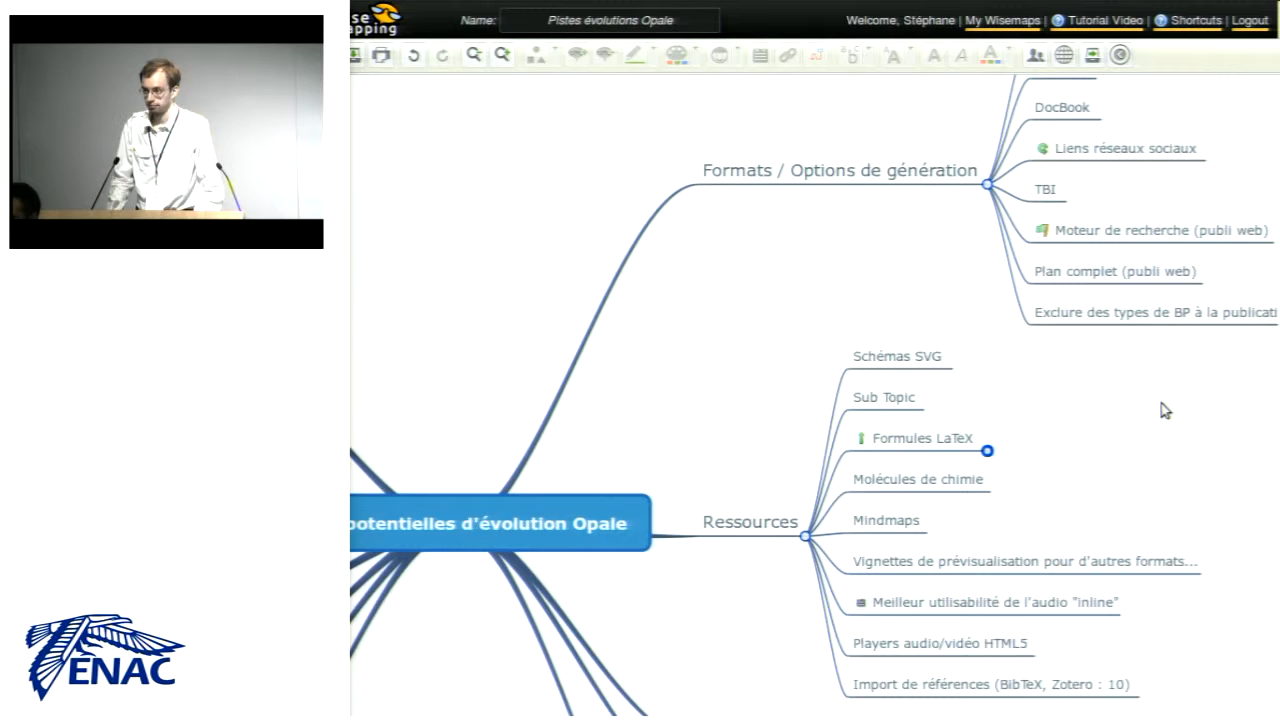 se
apping
Name: Pistes évolutions Opale
Welcome, Stéphane | My Wisemaps | Tutorial Video | Shortcuts | Logout
DocBook
Liens réseaux sociaux
Formats / Options de génération
TBI
Moteur de recherche (publi web)
Plan complet (publi web)
Exclure des types de BP à la publicati
Schémas SVG
Sub Topic
Formules LaTeX
Molécules de chimie
potentielles d'évolution Opale
Ressources
Mindmaps
Vignettes de prévisualisation pour d'autres formats...
Meilleur utilisabilité de l'audio "inline"
Players audio/vidéo HTML5
Import de références (BibTeX, Zotero : 10)
ENAC